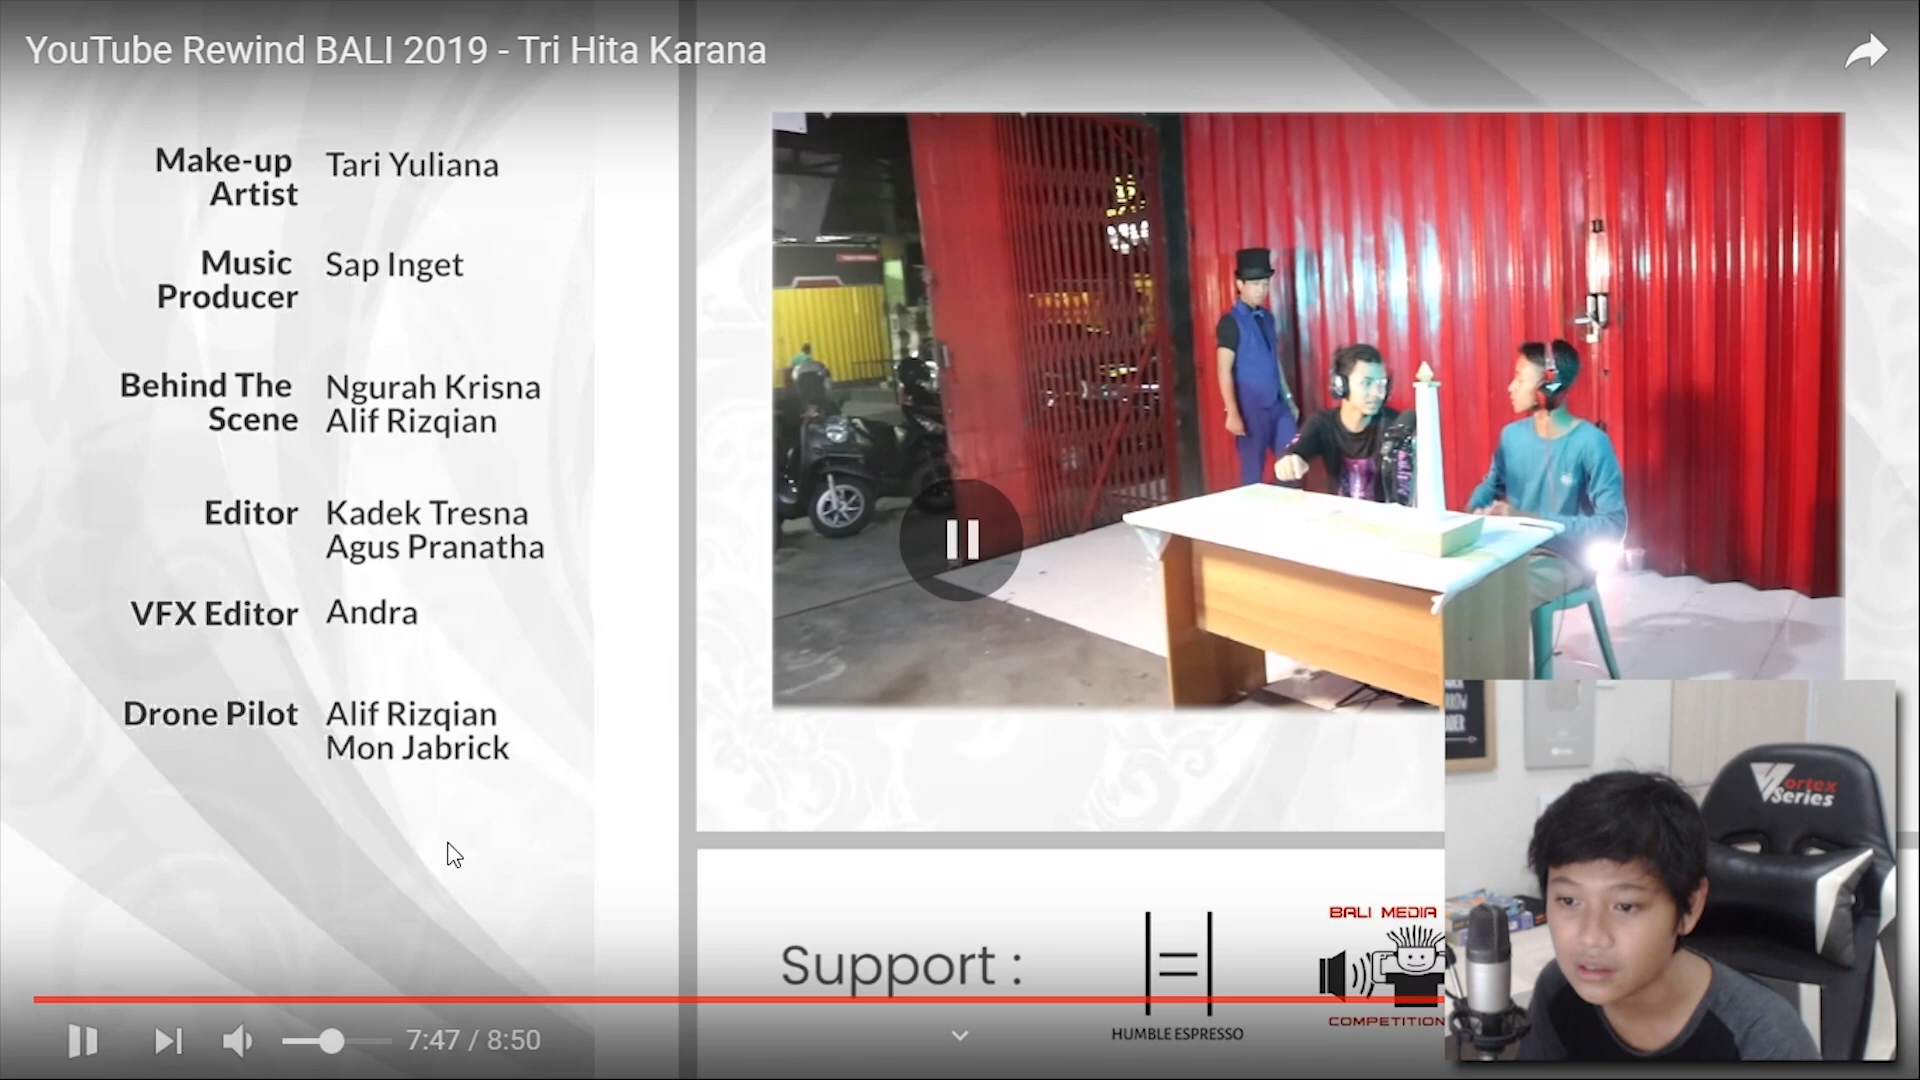 YouTube Rewind BALI 2019 - Tri Hita Karana
Make-up Artist
Tari Yuliana
Music Producer
Sap Inget
Behind The Scene
Ngurah Krisna
Alif Rizqian
Editor
Kadek Tresna
Agus Pranatha
VFX Editor
Andra
Drone Pilot
Alif Rizqian
Mon Jabrick
Support :
HUMBLE ESPRESSO
BALI MEDIA
COMPETITION
Vortex
Series
7:47 / 8:50